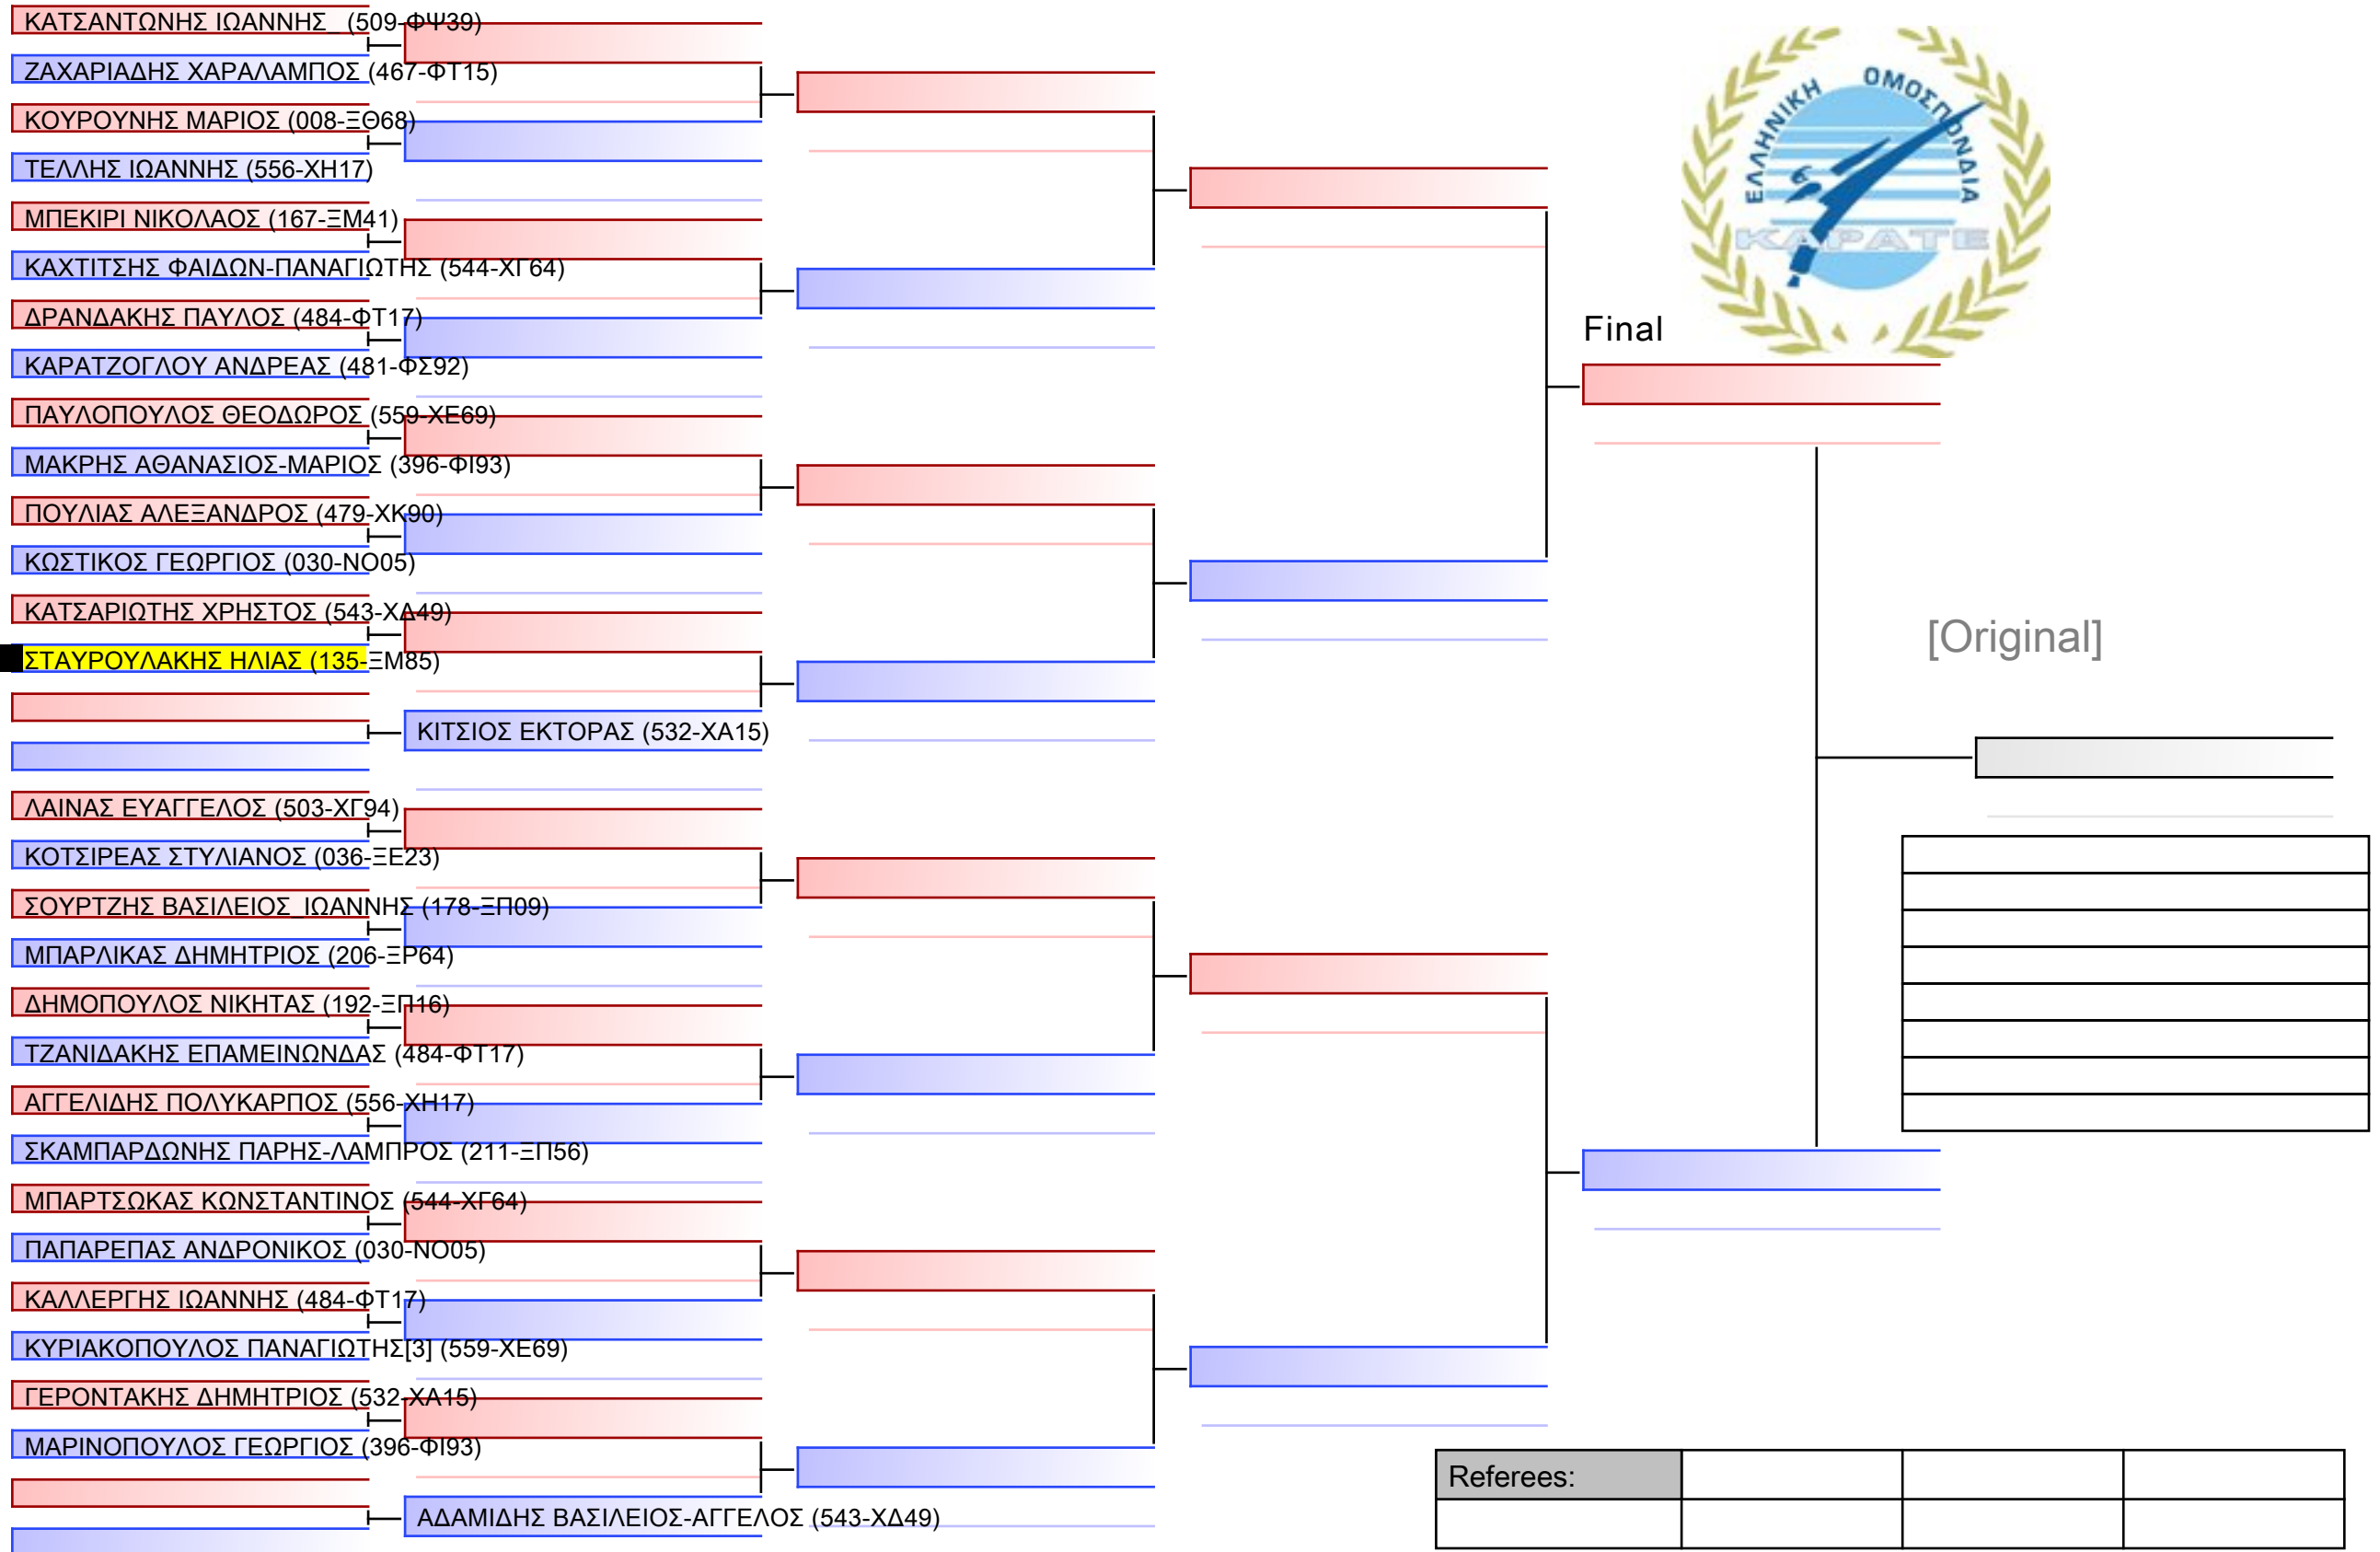 ΚΑΤΣΑΝΤΩΝΗΣ ΙΩΑΝΝΗΣ_ (509-ΦΨ39)
ΖΑΧΑΡΙΑΔΗΣ ΧΑΡΑΛΑΜΠΟΣ (467-ΦΤ15)
ΚΟΥΡΟΥΝΗΣ ΜΑΡΙΟΣ (008-ΞΘ68)
ΤΕΛΛΗΣ ΙΩΑΝΝΗΣ (556-ΧΗ17)
ΜΠΕΚΙΡΙ ΝΙΚΟΛΑΟΣ (167-ΞΜ41)
ΚΑΧΤΙΤΣΗΣ ΦΑΙΔΩΝ-ΠΑΝΑΓΙΩΤΗΣ (544-ΧΓ64)
ΔΡΑΝΔΑΚΗΣ ΠΑΥΛΟΣ (484-ΦΤ17)
ΚΑΡΑΤΖΟΓΛΟΥ ΑΝΔΡΕΑΣ (481-ΦΣ92)
ΠΑΥΛΟΠΟΥΛΟΣ ΘΕΟΔΩΡΟΣ (559-ΧΕ69)
ΜΑΚΡΗΣ ΑΘΑΝΑΣΙΟΣ-ΜΑΡΙΟΣ (396-ΦΙ93)
ΠΟΥΛΙΑΣ ΑΛΕΞΑΝΔΡΟΣ (479-ΧΚ90)
ΚΩΣΤΙΚΟΣ ΓΕΩΡΓΙΟΣ (030-ΝΟ05)
ΚΑΤΣΑΡΙΩΤΗΣ ΧΡΗΣΤΟΣ (543-ΧΔ49)
ΣΤΑΥΡΟΥΛΑΚΗΣ ΗΛΙΑΣ (135-ΞΜ85)
ΚΙΤΣΙΟΣ ΕΚΤΟΡΑΣ (532-ΧΑ15)
ΛΑΙΝΑΣ ΕΥΑΓΓΕΛΟΣ (503-ΧΓ94)
ΚΟΤΣΙΡΕΑΣ ΣΤΥΛΙΑΝΟΣ (036-ΞΕ23)
ΣΟΥΡΤΖΗΣ ΒΑΣΙΛΕΙΟΣ_ΙΩΑΝΝΗΣ (178-ΞΠ09)
ΜΠΑΡΛΙΚΑΣ ΔΗΜΗΤΡΙΟΣ (206-ΞΡ64)
ΔΗΜΟΠΟΥΛΟΣ ΝΙΚΗΤΑΣ (192-ΞΠ16)
ΤΖΑΝΙΔΑΚΗΣ ΕΠΑΜΕΙΝΩΝΔΑΣ (484-ΦΤ17)
ΑΓΓΕΛΙΔΗΣ ΠΟΛΥΚΑΡΠΟΣ (556-ΧΗ17)
ΣΚΑΜΠΑΡΔΩΝΗΣ ΠΑΡΗΣ-ΛΑΜΠΡΟΣ (211-ΞΠ56)
ΜΠΑΡΤΣΩΚΑΣ ΚΩΝΣΤΑΝΤΙΝΟΣ (544-ΧΓ64)
ΠΑΠΑΡΕΠΑΣ ΑΝΔΡΟΝΙΚΟΣ (030-ΝΟ05)
ΚΑΛΛΕΡΓΗΣ ΙΩΑΝΝΗΣ (484-ΦΤ17)
ΚΥΡΙΑΚΟΠΟΥΛΟΣ ΠΑΝΑΓΙΩΤΗΣ[3] (559-ΧΕ69)
ΓΕΡΟΝΤΑΚΗΣ ΔΗΜΗΤΡΙΟΣ (532-ΧΑ15)
ΜΑΡΙΝΟΠΟΥΛΟΣ ΓΕΩΡΓΙΟΣ (396-ΦΙ93)
ΑΔΑΜΙΔΗΣ ΒΑΣΙΛΕΙΟΣ-ΑΓΓΕΛΟΣ (543-ΧΔ49)
ΕΛΛΗΝΙΚΗ ΟΜΟΣΠΟΝΔΙΑ
ΚΑΡΑΤΕ
Final
[Original]
Referees: